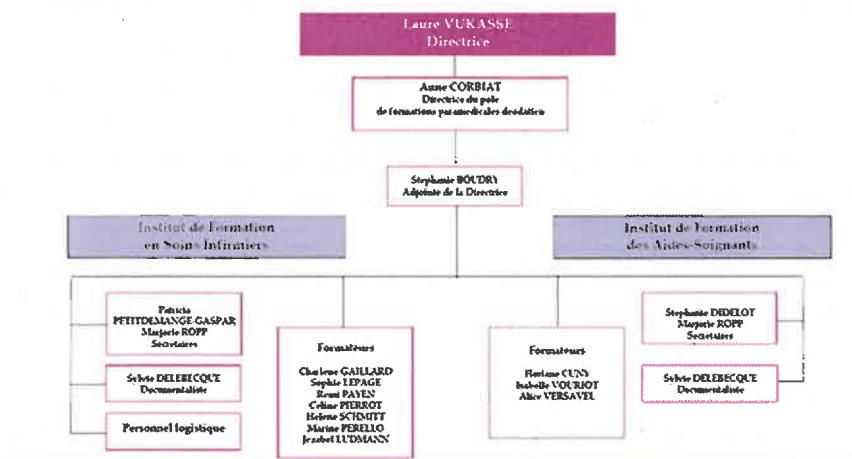 Laure VUKASSE
Directrice
Anne CORBIAT
Directrice du pole
de formations paramedicales deodatien
Stephanie BOUDRY
Adjointe de la Directrice
Institut de Formation
en Soins Infirmiers
Institut de Formation
des Aides-Soignants
Patricia
PETITDEMANGE-GASPAR
Marjorie ROPP
Secretaires
Sylvie DELEBECQUE
Documentaliste
Personnel logistique
Formateurs
Charlene GAILLARD
Sophie LEPAGE
Remi PAYEN
Celine PIERROT
Helene SCHMITT
Marine PERELLO
Jezabel LUDMANN
Formateurs
Floriane CUNY
Isabelle VOURIOT
Alice VERSAVEL
Stephanie DIDELOT
Marjorie ROPP
Secretaires
Sylvie DELEBECQUE
Documentaliste